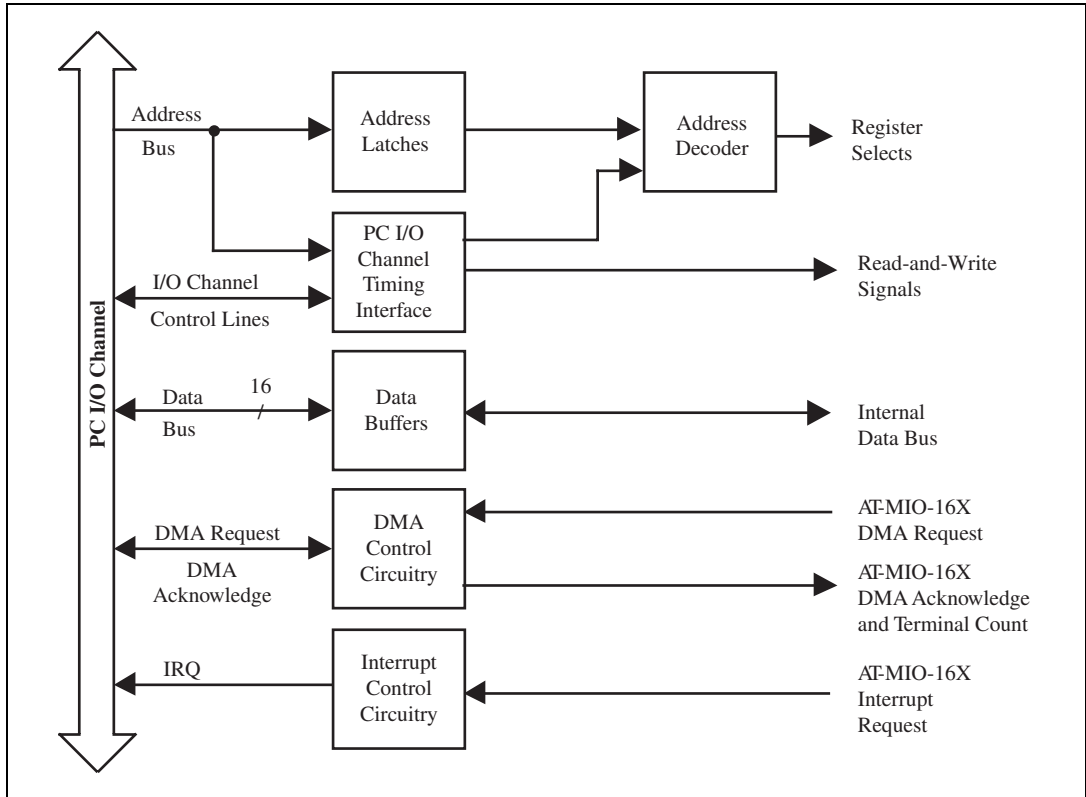 PC I/O Channel
Address
Bus
Address
Latches
Address
Decoder
Register
Selects
PC I/O
Channel
Timing
Interface
I/O Channel
Control Lines
Read-and-Write
Signals
Data
Bus
16
Data
Buffers
Internal
Data Bus
DMA Request
DMA
Acknowledge
DMA
Control
Circuitry
AT-MIO-16X
DMA Request
AT-MIO-16X
DMA Acknowledge
and Terminal Count
IRQ
Interrupt
Control
Circuitry
AT-MIO-16X
Interrupt
Request